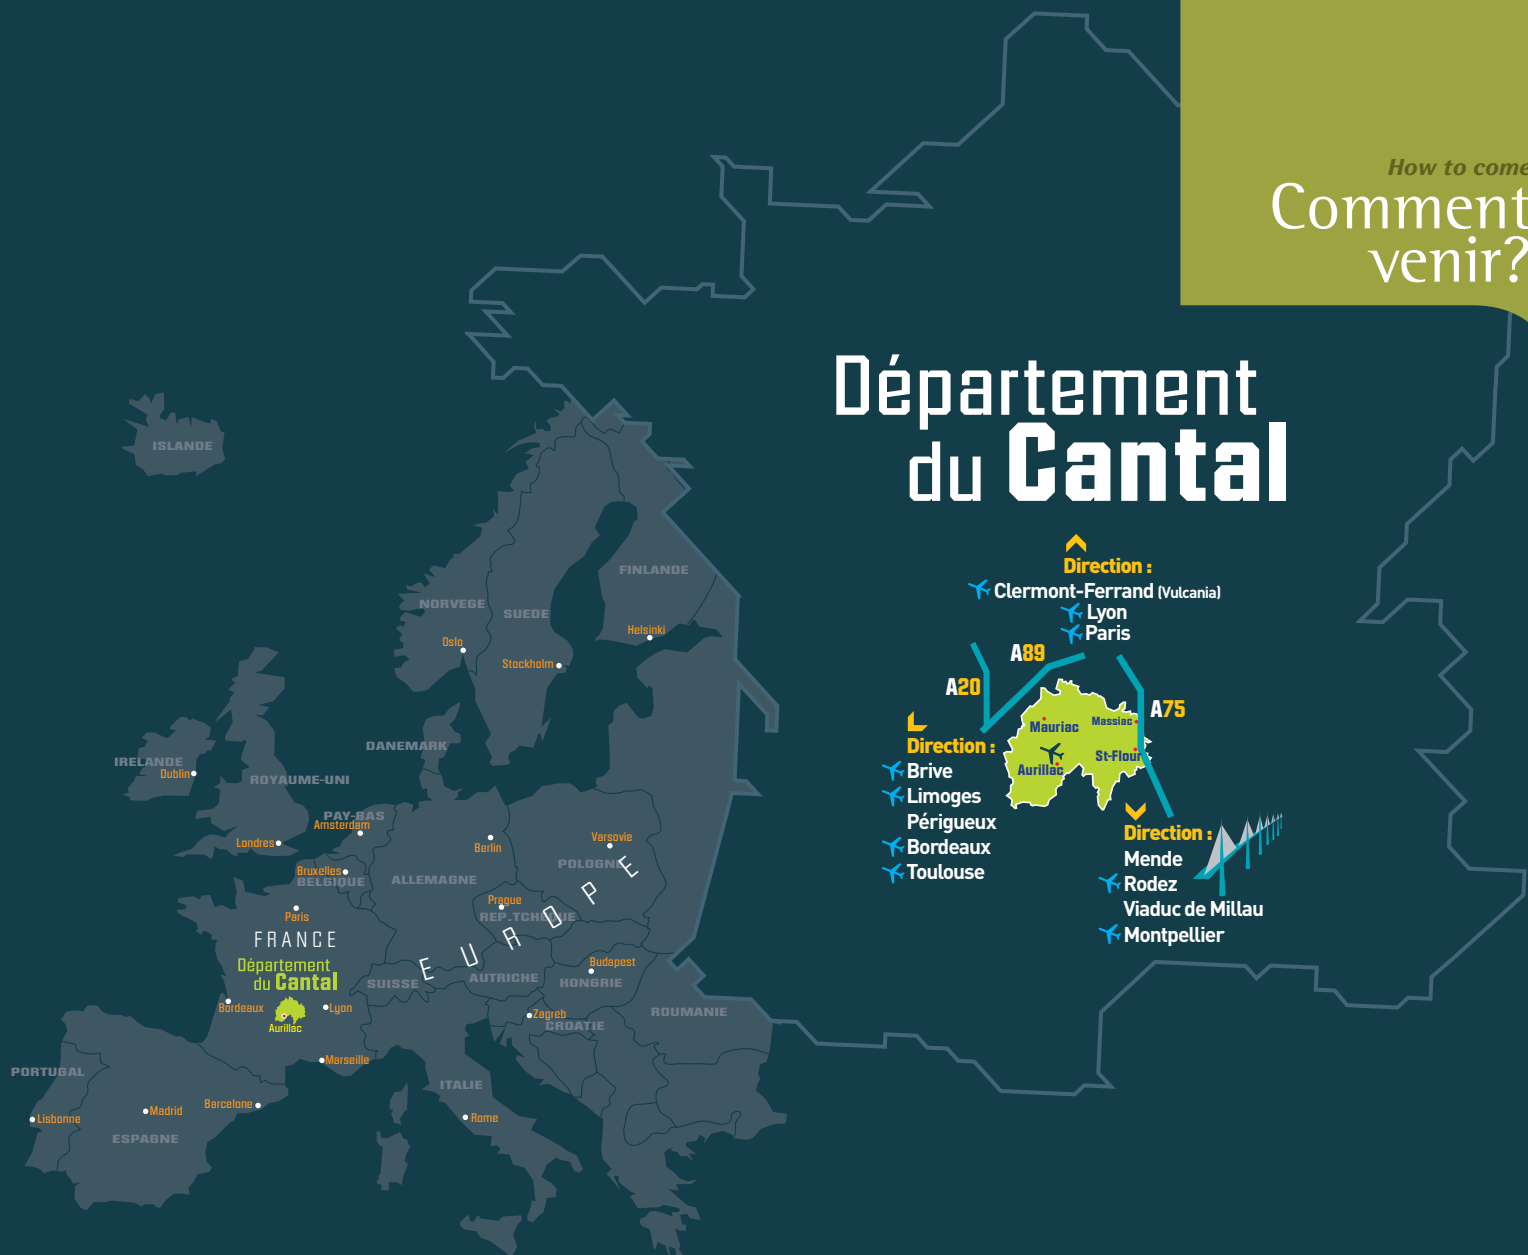 How to come
Comment
venir?
Département
du Cantal
Direction :
Clermont-Ferrand (Vulcania)
Lyon
Paris
A89
A20
A75
Mauriac
Massiac
St-Flour
Aurillac
Direction :
Brive
Limoges
Périgueux
Bordeaux
Toulouse
Direction :
Mende
Rodez
Viaduc de Millau
Montpellier
ISLANDE
FINLANDE
NORVEGE
SUEDE
Helsinki
Oslo
Stockholm
DANEMARK
IRELANDE
Dublin
ROYAUME-UNI
PAY-BAS
Amsterdam
Londres
Berlin
Varsovie
POLOGNE
Bruxelles
BELGIQUE
ALLEMAGNE
Prague
REP.TCHEQUE
Paris
FRANCE
EUROPE
Département
du Cantal
SUISSE
AUTRICHE
Budapest
HONGRIE
Bordeaux
Lyon
Aurillac
Zagreb
CROATIE
ROUMANIE
Marseille
PORTUGAL
ITALIE
Lisbonne
Madrid
Barcelone
Rome
ESPAGNE